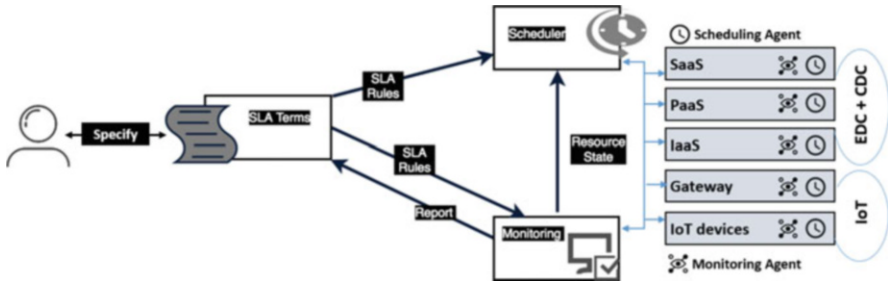 Scheduler
Scheduling Agent
SaaS
SLA
Rules
PaaS
EDC + CDC
SLA Terms
Specify
IaaS
SLA
Rules
Resource
State
Gateway
Report
IoT
Monitoring
IoT devices
Monitoring Agent